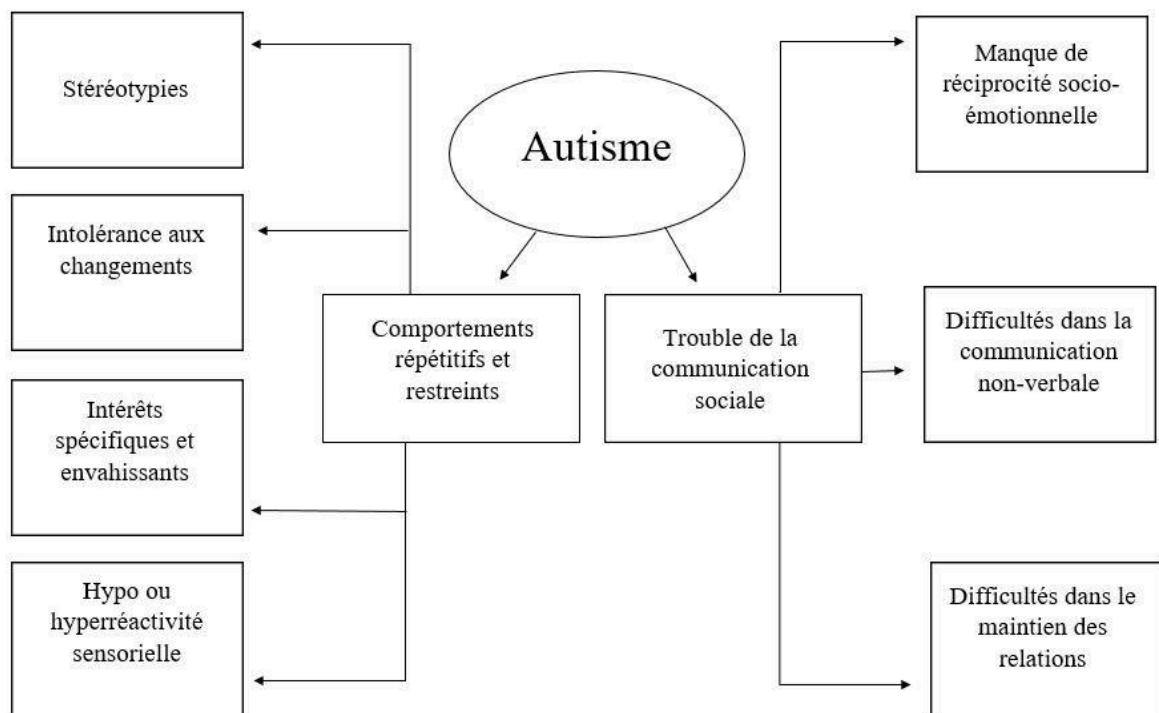 Autisme
Stéréotypies
Intolérance aux
changements
Intérêts
spécifiques et
envahissants
Hypo ou
hyperréactivité
sensorielle
Comportements
répétitifs et
restreints
Trouble de la
communication
sociale
Manque de
réciprocité socio-
émotionnelle
Difficultés dans la
communication
non-verbale
Difficultés dans le
maintien des
relations